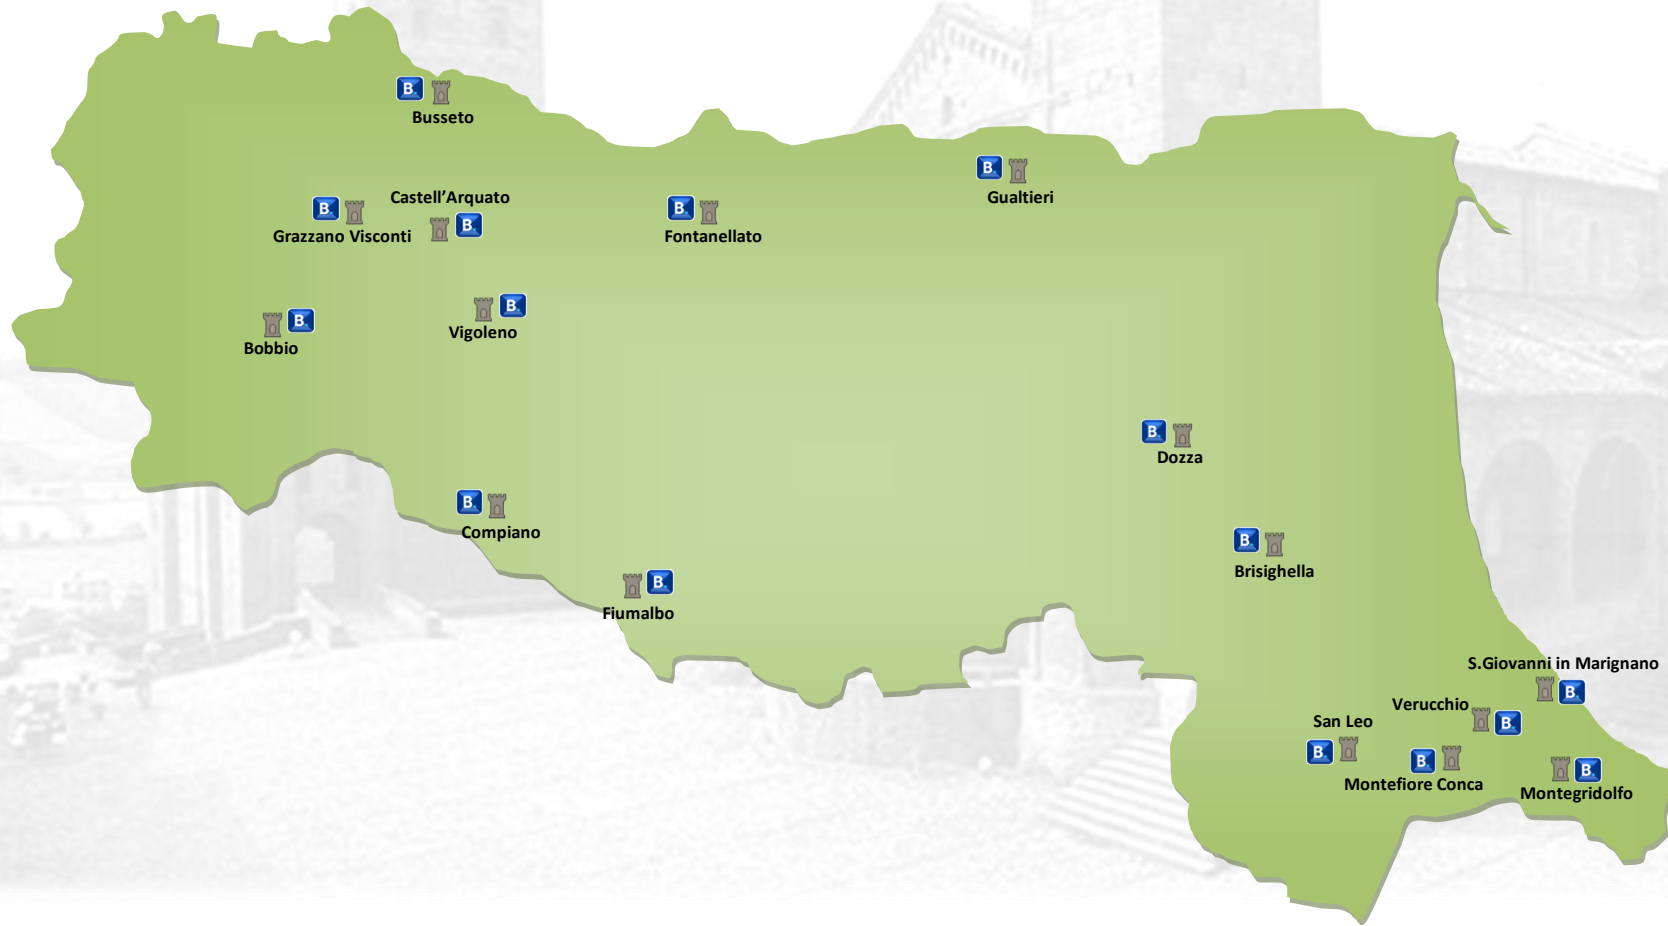 B.
Busseto
B.
Gualtieri
Castell’Arquato
B.
B.
Grazzano Visconti
B.
Fontanellato
B.
Vigoleno
B.
Bobbio
B.
Dozza
B.
Compiano
B.
Brisighella
B.
Fiumalbo
S.Giovanni in Marignano
B.
Verucchio
B.
San Leo
B.
B.
Montefiore Conca
B.
Montegridolfo